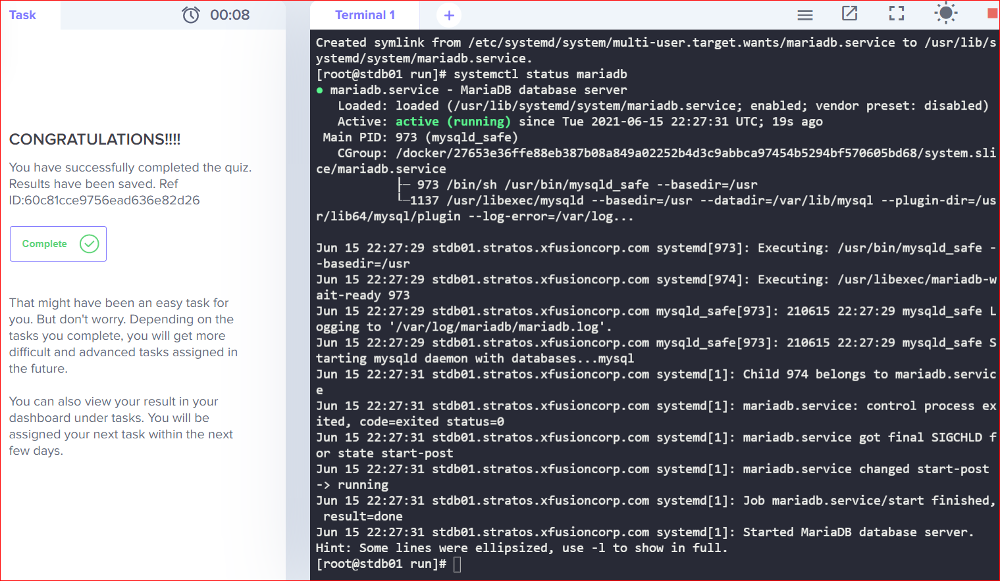 Task
00:08
CONGRATULATIONS!!!!
You have successfully completed the quiz.
Results have been saved. Ref
ID:60c81cce9756ead636e82d26
Complete
That might have been an easy task for
you. But don't worry. Depending on the
tasks you complete, you will get more
difficult and advanced tasks assigned in
the future.
You can also view your result in your
dashboard under tasks. You will be
assigned your next task within the next
few days.
Terminal 1
+
Created symlink from /etc/systemd/system/multi-user.target.wants/mariadb.service to /usr/lib/s
ystemd/system/mariadb.service.
[root@stdb01 run]# systemctl status mariadb
● mariadb.service - MariaDB database server
   Loaded: loaded (/usr/lib/systemd/system/mariadb.service; enabled; vendor preset: disabled)
   Active: active (running) since Tue 2021-06-15 22:27:31 UTC; 19s ago
 Main PID: 973 (mysqld_safe)
   CGroup: /docker/27653e36ffe88eb387b08a849a02252b4d3c9abbca97454b5294bf570605bd68/system.sli
ce/mariadb.service
           ├─ 973 /bin/sh /usr/bin/mysqld_safe --basedir=/usr
           └─1137 /usr/libexec/mysqld --basedir=/usr --datadir=/var/lib/mysql --plugin-dir=/us
r/lib64/mysql/plugin --log-error=/var/log...
Jun 15 22:27:29 stdb01.stratos.xfusioncorp.com systemd[973]: Executing: /usr/bin/mysqld_safe -
-basedir=/usr
Jun 15 22:27:29 stdb01.stratos.xfusioncorp.com systemd[974]: Executing: /usr/libexec/mariadb-w
ait-ready 973
Jun 15 22:27:29 stdb01.stratos.xfusioncorp.com mysqld_safe[973]: 210615 22:27:29 mysqld_safe L
ogging to '/var/log/mariadb/mariadb.log'.
Jun 15 22:27:29 stdb01.stratos.xfusioncorp.com mysqld_safe[973]: 210615 22:27:29 mysqld_safe S
tarting mysqld daemon with databases...mysql
Jun 15 22:27:31 stdb01.stratos.xfusioncorp.com systemd[1]: Child 974 belongs to mariadb.servic
e
Jun 15 22:27:31 stdb01.stratos.xfusioncorp.com systemd[1]: mariadb.service: control process ex
ited, code=exited status=0
Jun 15 22:27:31 stdb01.stratos.xfusioncorp.com systemd[1]: mariadb.service got final SIGCHLD f
or state start-post
Jun 15 22:27:31 stdb01.stratos.xfusioncorp.com systemd[1]: mariadb.service changed start-post
-> running
Jun 15 22:27:31 stdb01.stratos.xfusioncorp.com systemd[1]: Job mariadb.service/start finished,
 result=done
Jun 15 22:27:31 stdb01.stratos.xfusioncorp.com systemd[1]: Started MariaDB database server.
Hint: Some lines were ellipsized, use -l to show in full.
[root@stdb01 run]#